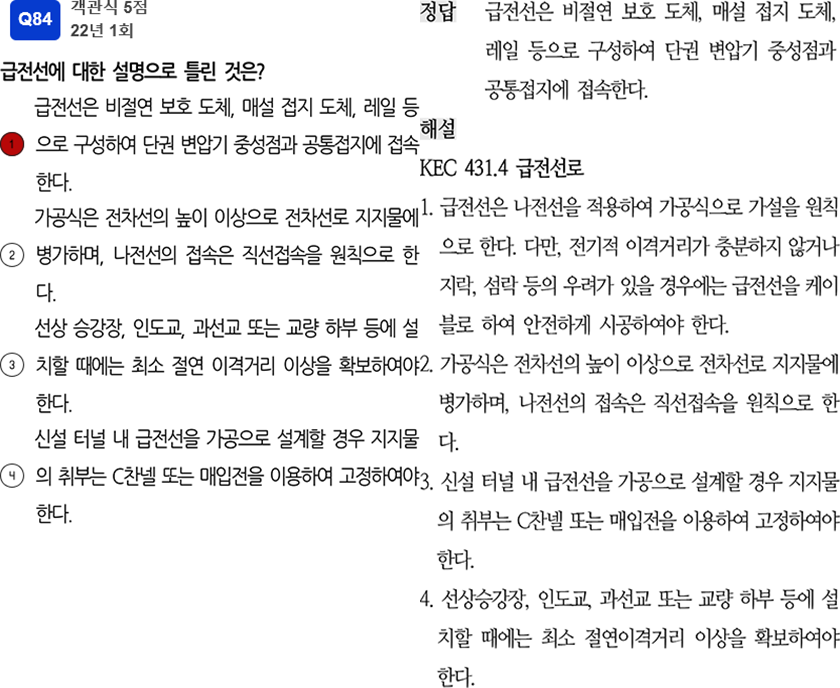 Q84
객관식 5점
22년 1회
급전선에 대한 설명으로 틀린 것은?
급전선은 비절연 보호 도체, 매설 접지 도체, 레일 등
1 으로 구성하여 단권 변압기 중성점과 공통접지에 접속
한다.
가공식은 전차선의 높이 이상으로 전차선로 지지물에
2 병가하며, 나전선의 접속은 직선접속을 원칙으로 한
다.
선상 승강장, 인도교, 과선교 또는 교량 하부 등에 설
3 치할 때에는 최소 절연 이격거리 이상을 확보하여야
한다.
신설 터널 내 급전선을 가공으로 설계할 경우 지지물
4 의 취부는 C찬넬 또는 매입전을 이용하여 고정하여야
한다.
정답 급전선은 비절연 보호 도체, 매설 접지 도체,
레일 등으로 구성하여 단권 변압기 중성점과
공통접지에 접속한다.
해설
KEC 431.4 급전선로
1. 급전선은 나전선을 적용하여 가공식으로 가설을 원칙
으로 한다. 다만, 전기적 이격거리가 충분하지 않거나
지락, 섬락 등의 우려가 있을 경우에는 급전선을 케이
블로 하여 안전하게 시공하여야 한다.
2. 가공식은 전차선의 높이 이상으로 전차선로 지지물에
병가하며, 나전선의 접속은 직선접속을 원칙으로 한
다.
3. 신설 터널 내 급전선을 가공으로 설계할 경우 지지물
의 취부는 C찬넬 또는 매입전을 이용하여 고정하여야
한다.
4. 선상승강장, 인도교, 과선교 또는 교량 하부 등에 설
치할 때에는 최소 절연이격거리 이상을 확보하여야
한다.